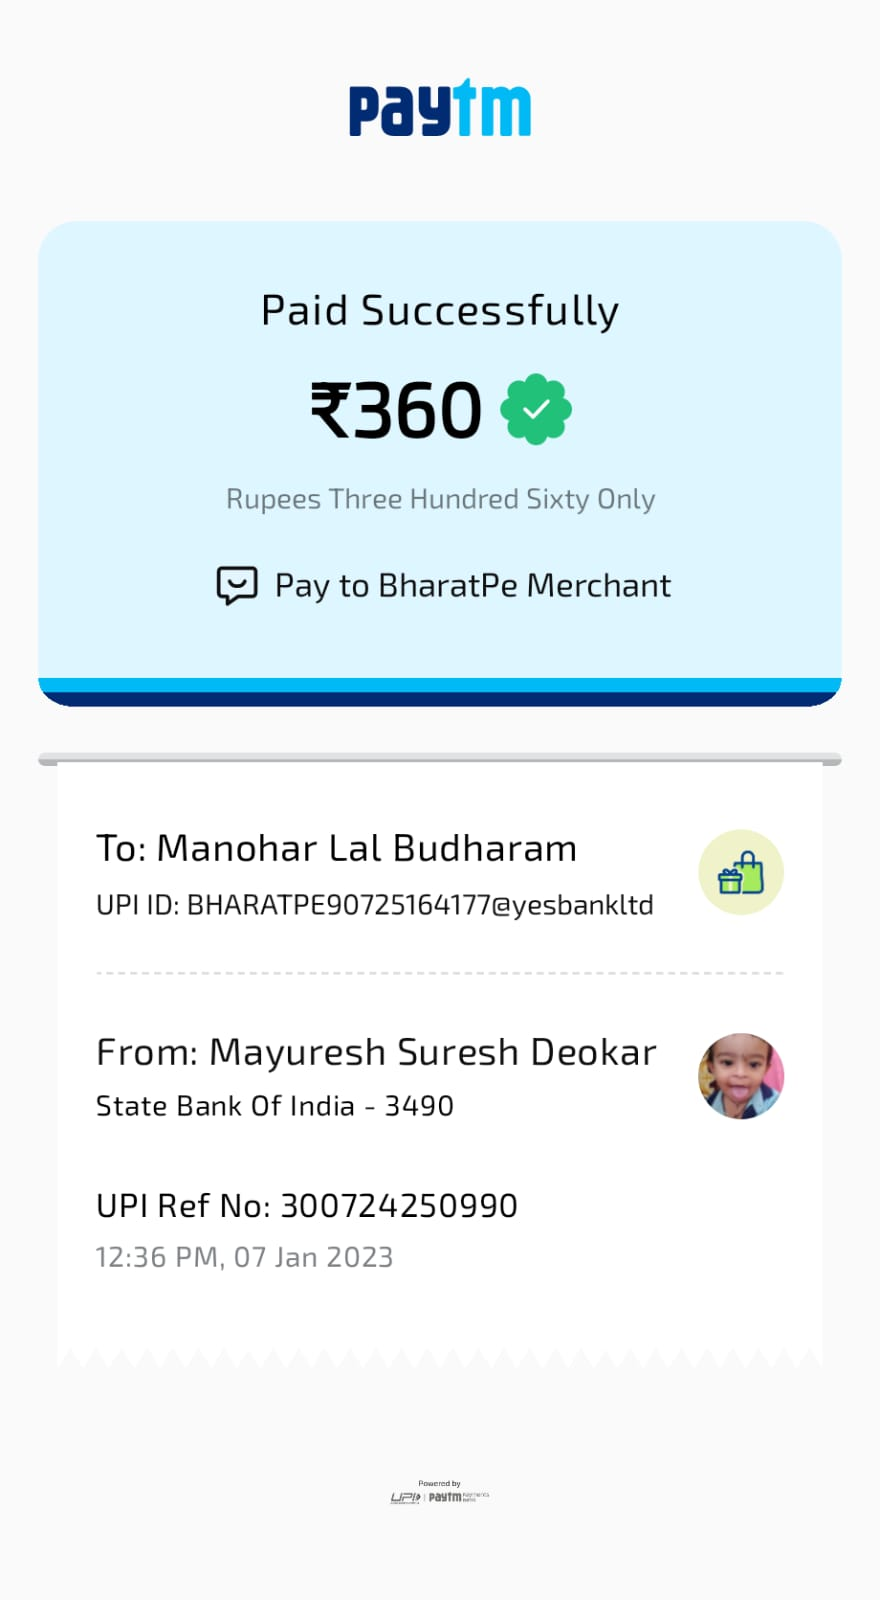 paytm
Paid Successfully
₹360
Rupees Three Hundred Sixty Only
Pay to BharatPe Merchant
To: Manohar Lal Budharam
UPI ID: BHARATPE90725164177@yesbankltd
From: Mayuresh Suresh Deokar
State Bank Of India - 3490
UPI Ref No: 300724250990
12:36 PM, 07 Jan 2023
Powered by
UPI | paytm payments bank